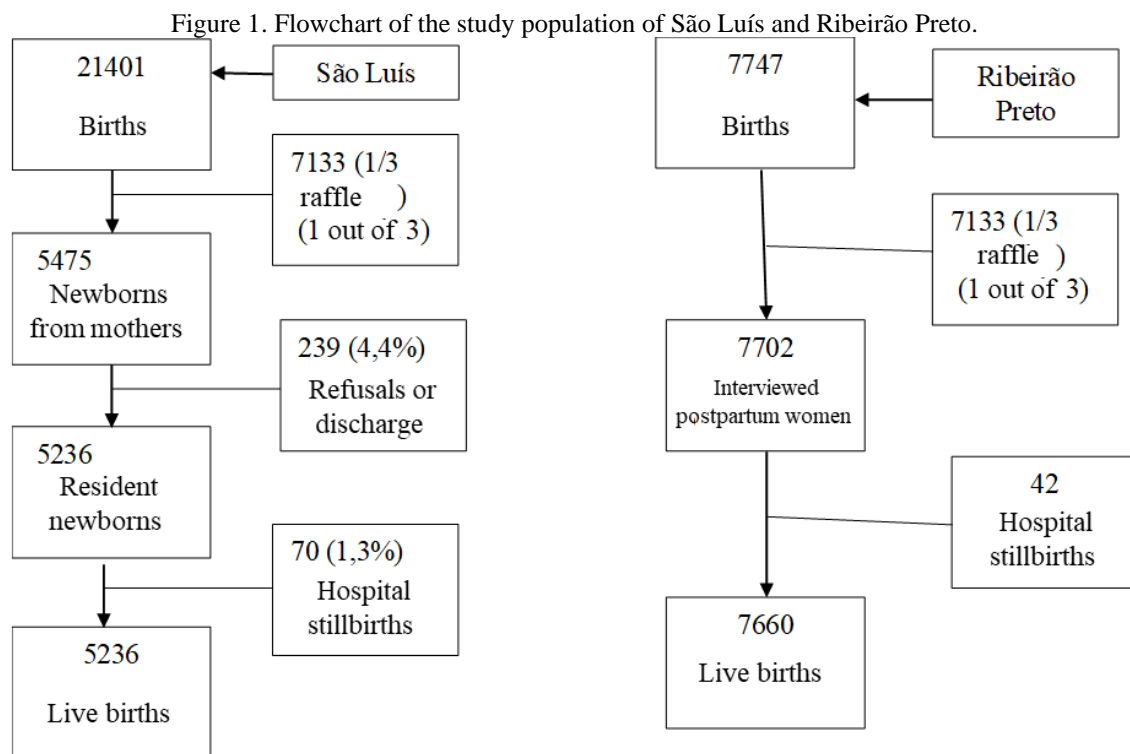 Figure 1. Flowchart of the study population of São Luís and Ribeirão Preto.
21401
Births
São Luís
7133 (1/3
raffle )
(1 out of 3)
5475
Newborns
from mothers
239 (4,4%)
Refusals or
discharge
5236
Resident
newborns
70 (1,3%)
Hospital
stillbirths
5236
Live births
7747
Births
Ribeirão
Preto
7133 (1/3
raffle )
(1 out of 3)
7702
Interviewed
postpartum women
42
Hospital
stillbirths
7660
Live births